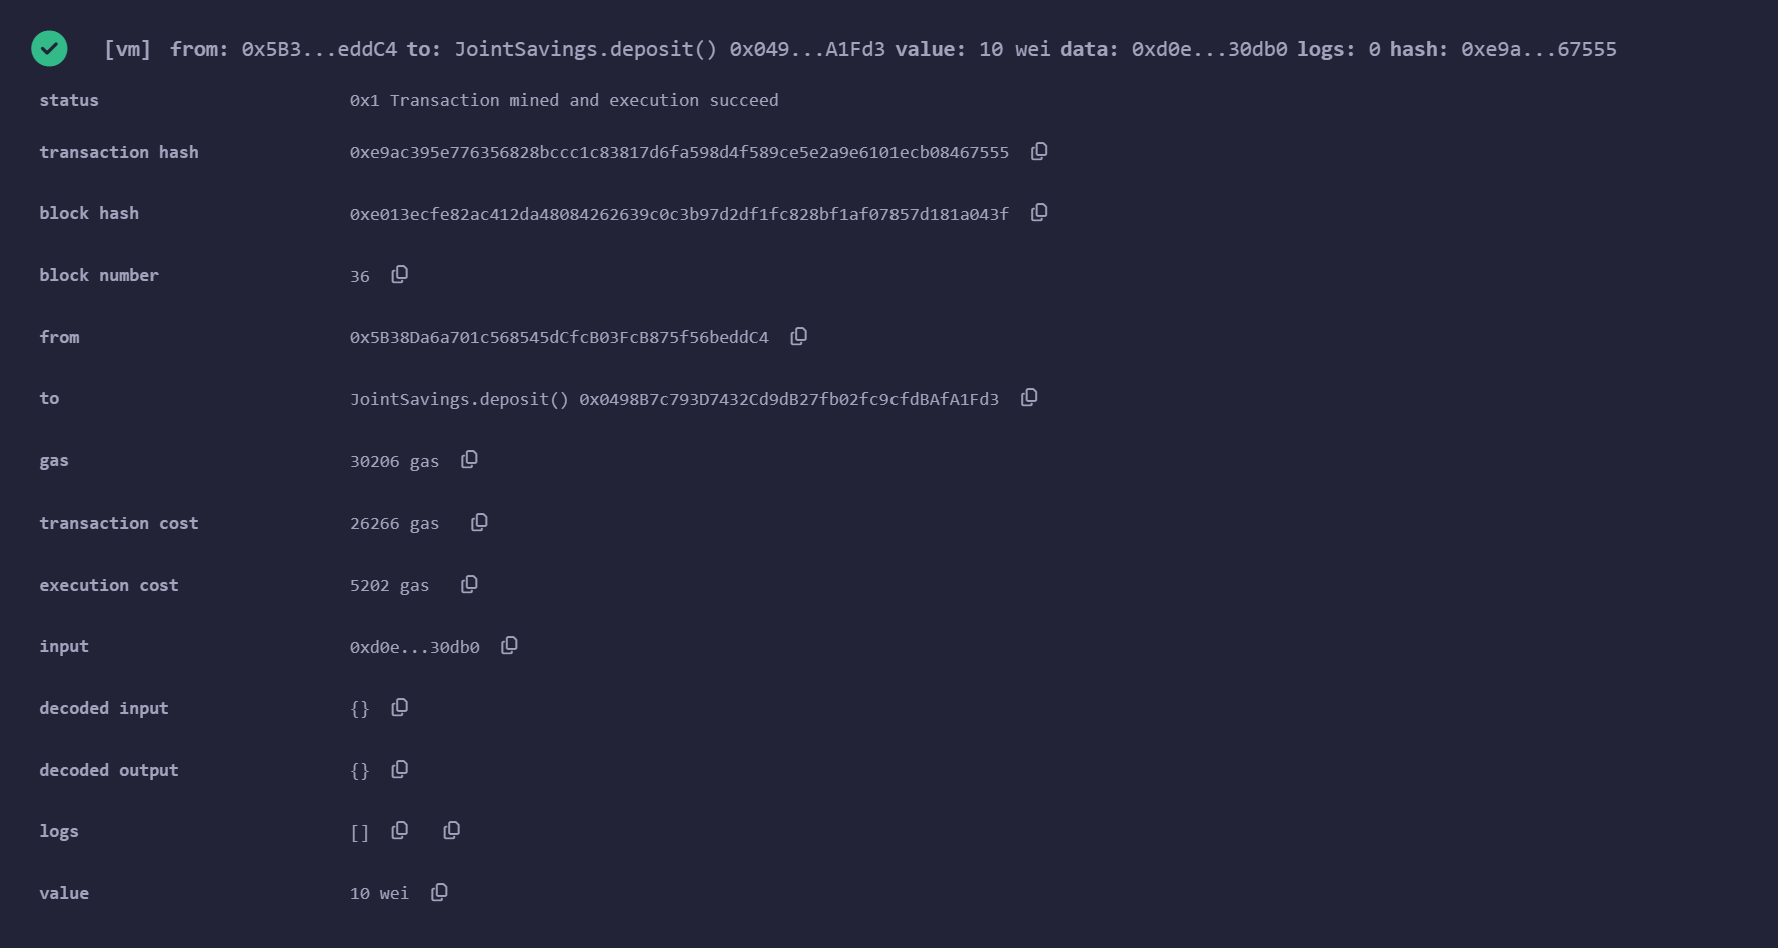 [vm] from: 0x5B3...eddC4 to: JointSavings.deposit() 0x049...A1Fd3 value: 10 wei data: 0xd0e...30db0 logs: 0 hash: 0xe9a...67555
status 0x1 Transaction mined and execution succeed
transaction hash 0xe9ac395e776356828bccc1c83817d6fa598d4f589ce5e2a9e6101ecb08467555
block hash 0xe013ecfe82ac412da48084262639c0c3b97d2df1fc828bf1af07857d181a043f
block number 36
from 0x5B38Da6a701c568545dCfcB03FcB875f56beddC4
to JointSavings.deposit() 0x0498B7c793D7432Cd9dB27fb02fc9cfdBAfA1Fd3
gas 30206 gas
transaction cost 26266 gas
execution cost 5202 gas
input 0xd0e...30db0
decoded input {}
decoded output {}
logs []
value 10 wei